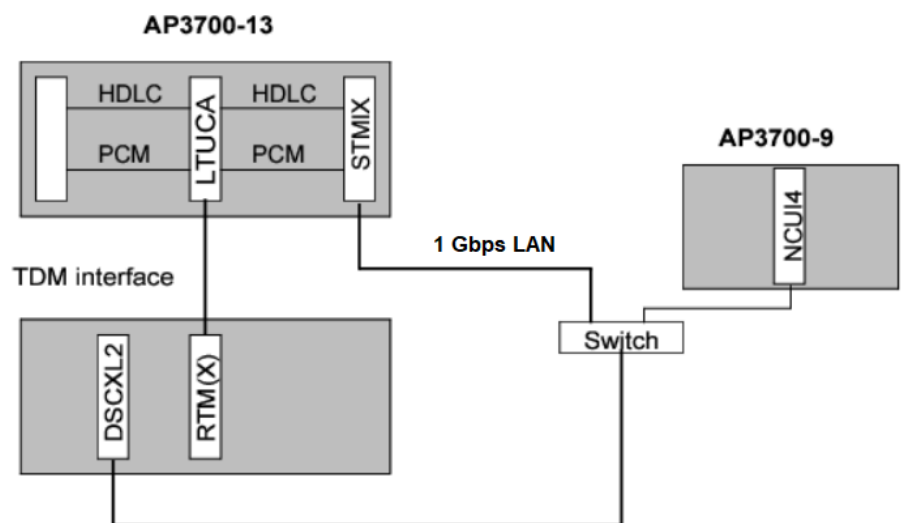 AP3700-13
HDLC
HDLC
PCM
PCM
LTUCA
STMIX
AP3700-9
NCUI4
1 Gbps LAN
TDM interface
Switch
DSCXL2
RTM(X)